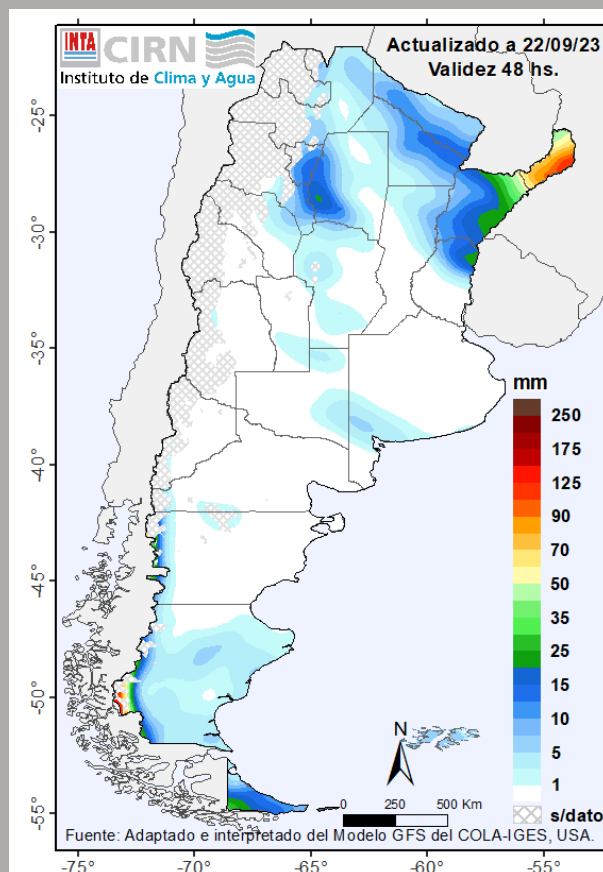 INTA CIRN
Instituto de Clima y Agua
Actualizado a 22/09/23
Validez 48 hs.
-25°
-30°
-35°
-40°
-45°
-50°
-55°
mm
250
175
125
90
70
50
35
25
15
10
5
1
s/dato
N
0 250 500 Km
Fuente: Adaptado e interpretado del Modelo GFS del COLA-IGES, USA.
-75° -70° -65° -60° -55°